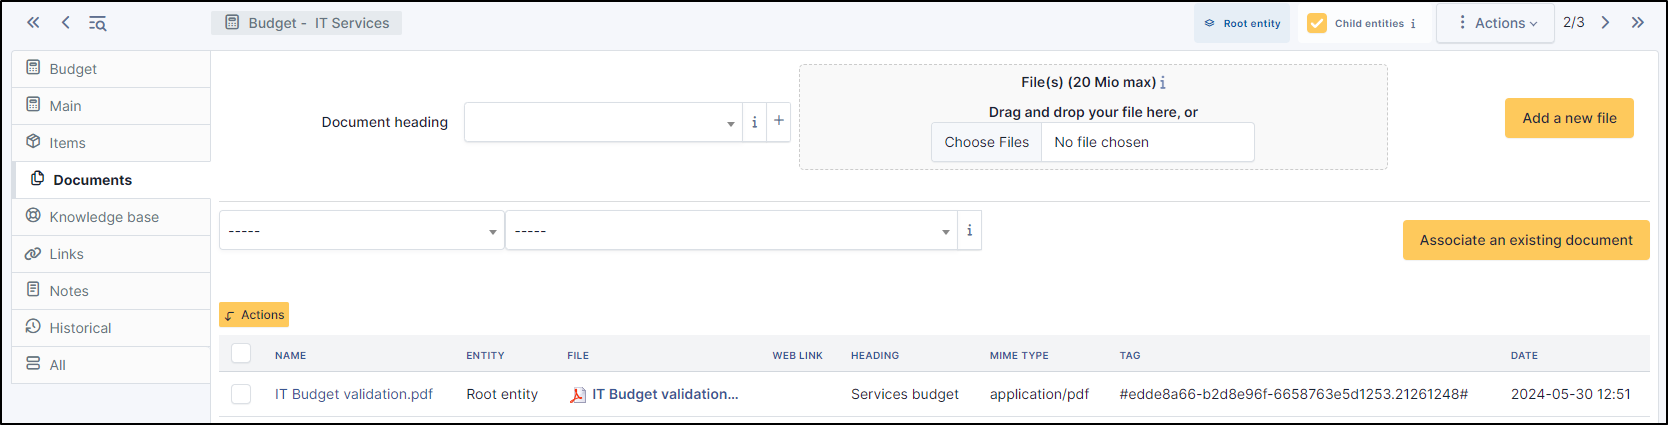 Budget - IT Services
Root entity
Child entities i
Actions
2/3
Budget
Main
Items
Documents
Knowledge base
Links
Notes
Historical
All
Document heading
i
+
File(s) (20 Mio max) i
Drag and drop your file here, or
Choose Files No file chosen
Add a new file
-----
-----
i
Associate an existing document
Actions
NAME ENTITY FILE WEB LINK HEADING MIME TYPE TAG DATE
IT Budget validation.pdf Root entity IT Budget validation... Services budget application/pdf #edde8a66-b2d8e96f-6658763e5d1253.21261248# 2024-05-30 12:51